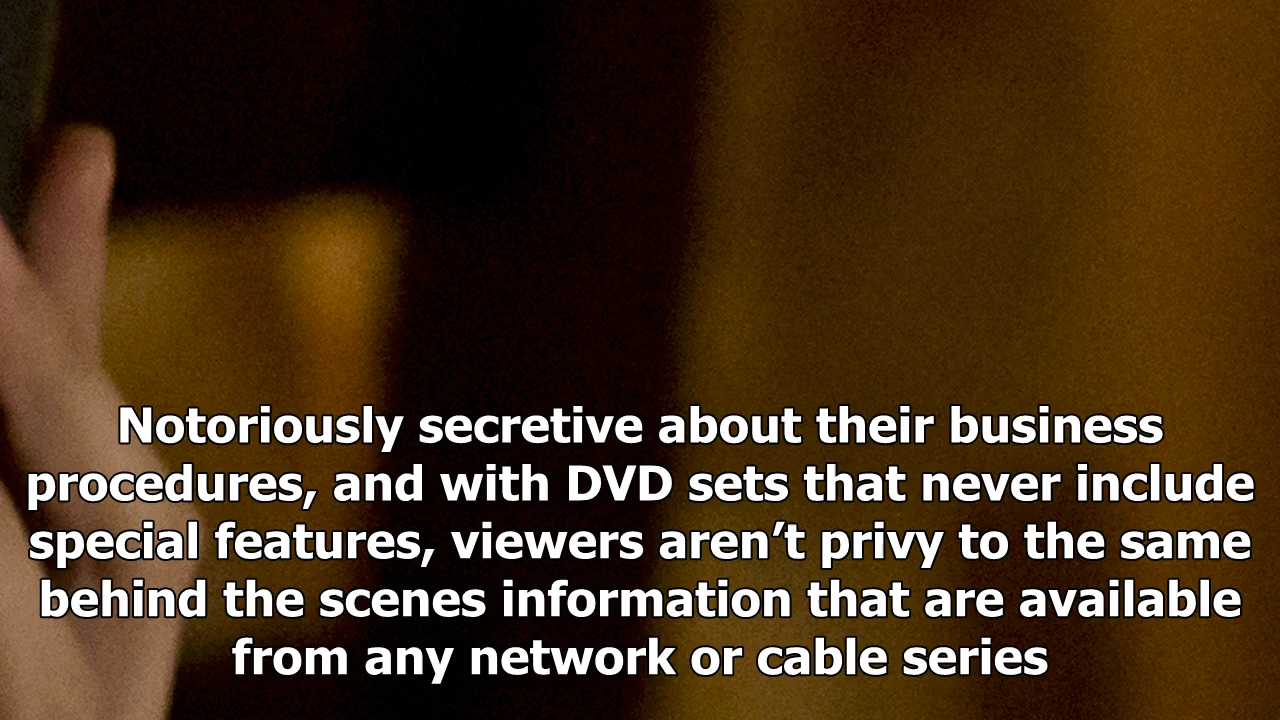 Notoriously secretive about their business
procedures, and with DVD sets that never include
special features, viewers aren’t privy to the same
behind the scenes information that are available
from any network or cable series